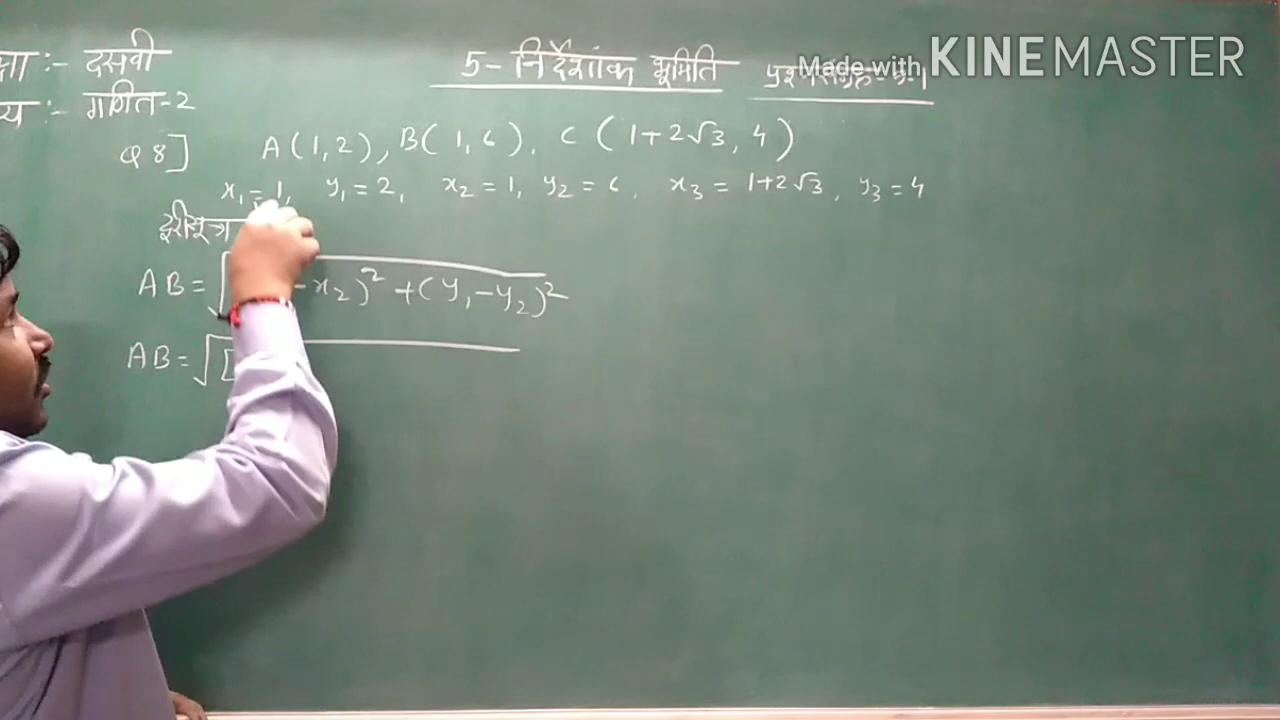 दसवी
5- निर्देशांक भूमिति
Made with KINEMASTER
य :- गणित-2
Q 8] A(1,2), B(1,6), C(1+2√3,4)
x₁=1, y₁=2, x₂=1, y₂=6, x₃=1+2√3, y₃=4
दूरीसूत्र
AB=√ -x₂)²+(y₁-y₂)²
AB=√[